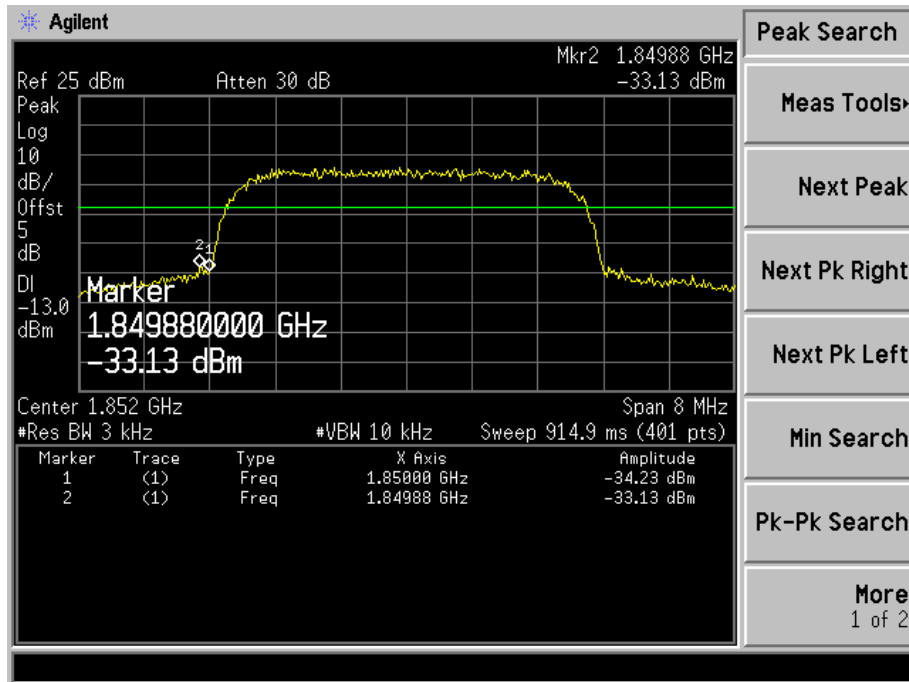 Agilent
Peak Search
Mkr2 1.84988 GHz
Ref 25 dBm Atten 30 dB -33.13 dBm
Peak
Log
10
dB/
Offst
5
dB
DI
-13.0
dBm
2
1
Marker
1.849880000 GHz
-33.13 dBm
Center 1.852 GHz Span 8 MHz
#Res BW 3 kHz #VBW 10 kHz Sweep 914.9 ms (401 pts)
Marker Trace Type X Axis Amplitude
1 (1) Freq 1.85000 GHz -34.23 dBm
2 (1) Freq 1.84988 GHz -33.13 dBm
Meas Tools
Next Peak
Next Pk Right
Next Pk Left
Min Search
Pk-Pk Search
More
1 of 2